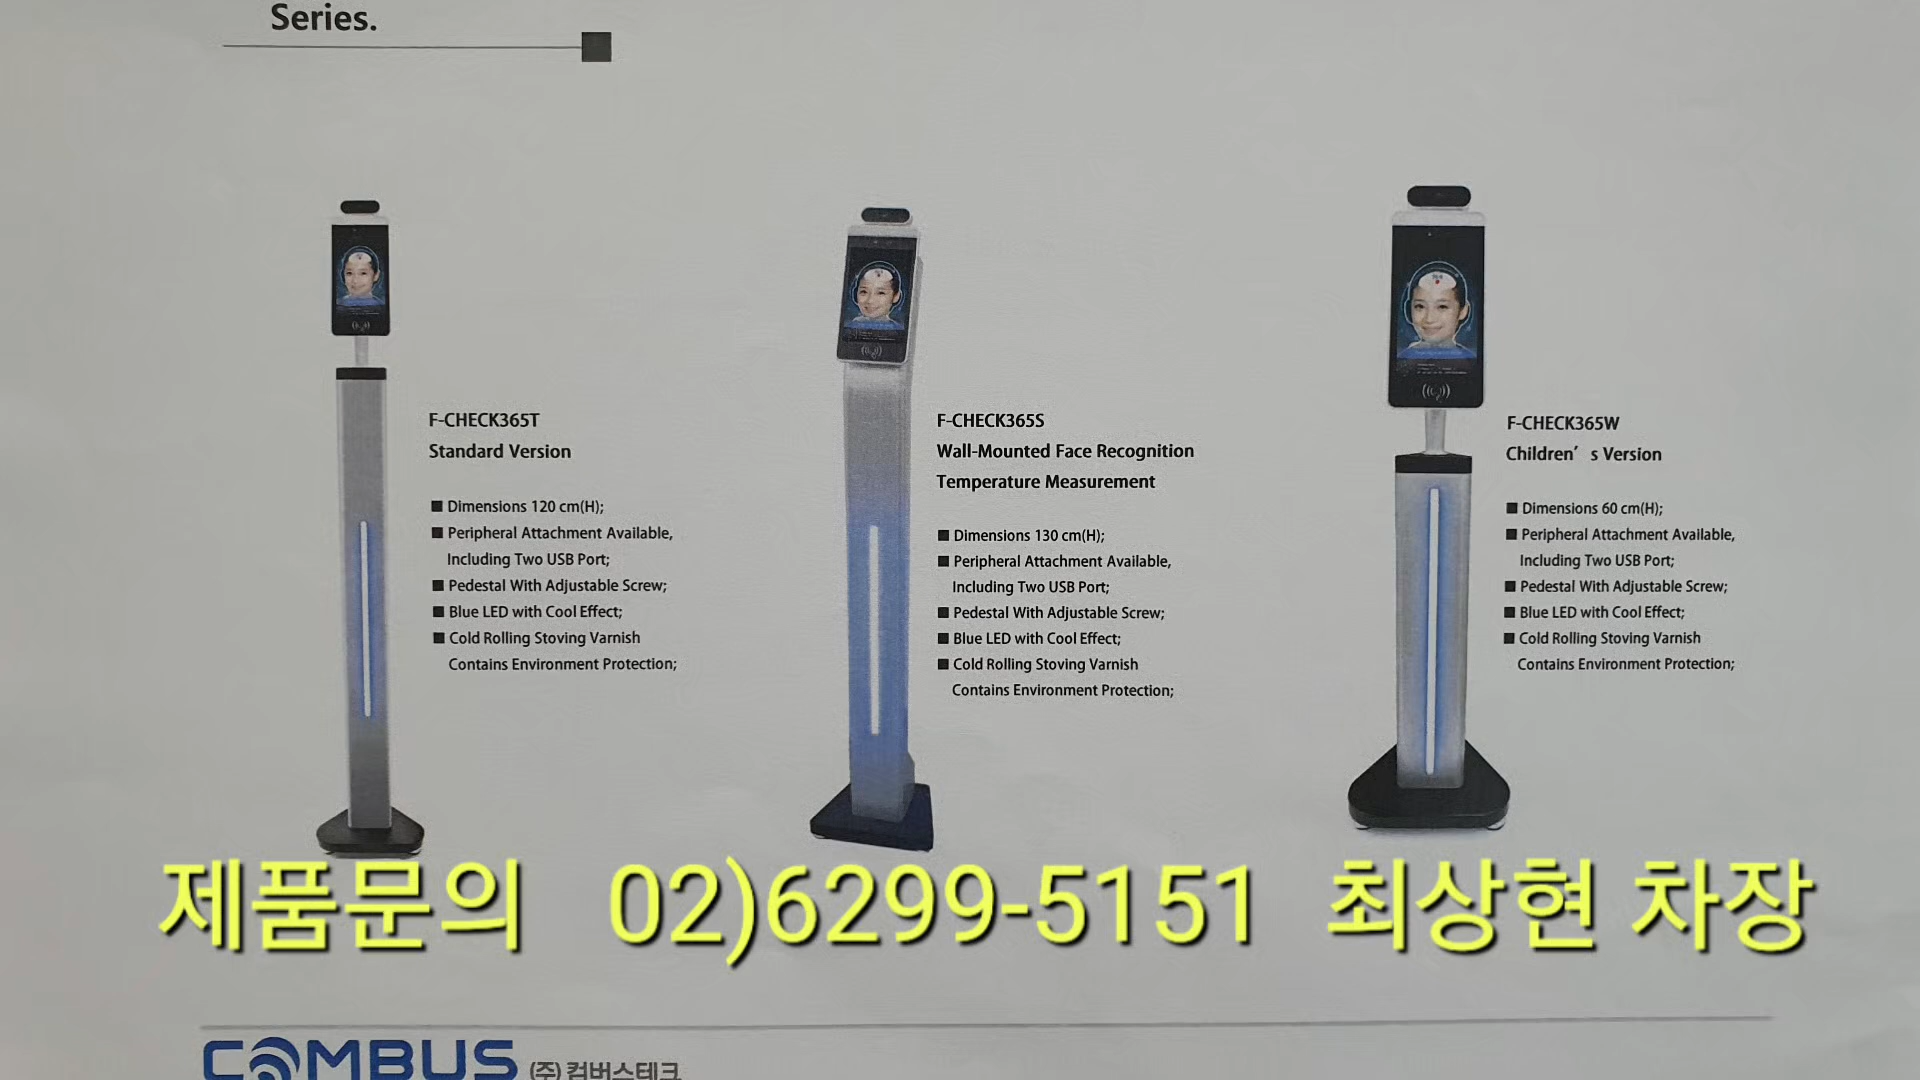 Series.
F-CHECK365T
Standard Version
■ Dimensions 120 cm(H);
■ Peripheral Attachment Available,
Including Two USB Port;
■ Pedestal With Adjustable Screw;
■ Blue LED with Cool Effect;
■ Cold Rolling Stoving Varnish
Contains Environment Protection;
F-CHECK365S
Wall-Mounted Face Recognition
Temperature Measurement
■ Dimensions 130 cm(H);
■ Peripheral Attachment Available,
Including Two USB Port;
■ Pedestal With Adjustable Screw;
■ Blue LED with Cool Effect;
■ Cold Rolling Stoving Varnish
Contains Environment Protection;
F-CHECK365W
Children’ s Version
■ Dimensions 60 cm(H);
■ Peripheral Attachment Available,
Including Two USB Port;
■ Pedestal With Adjustable Screw;
■ Blue LED with Cool Effect;
■ Cold Rolling Stoving Varnish
Contains Environment Protection;
제품문의 02)6299-5151 최상현 차장
COMBUS (주)컴버스테크